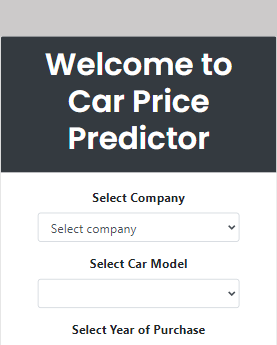 Welcome to
Car Price
Predictor
Select Company
Select company
Select Car Model
Select Year of Purchase